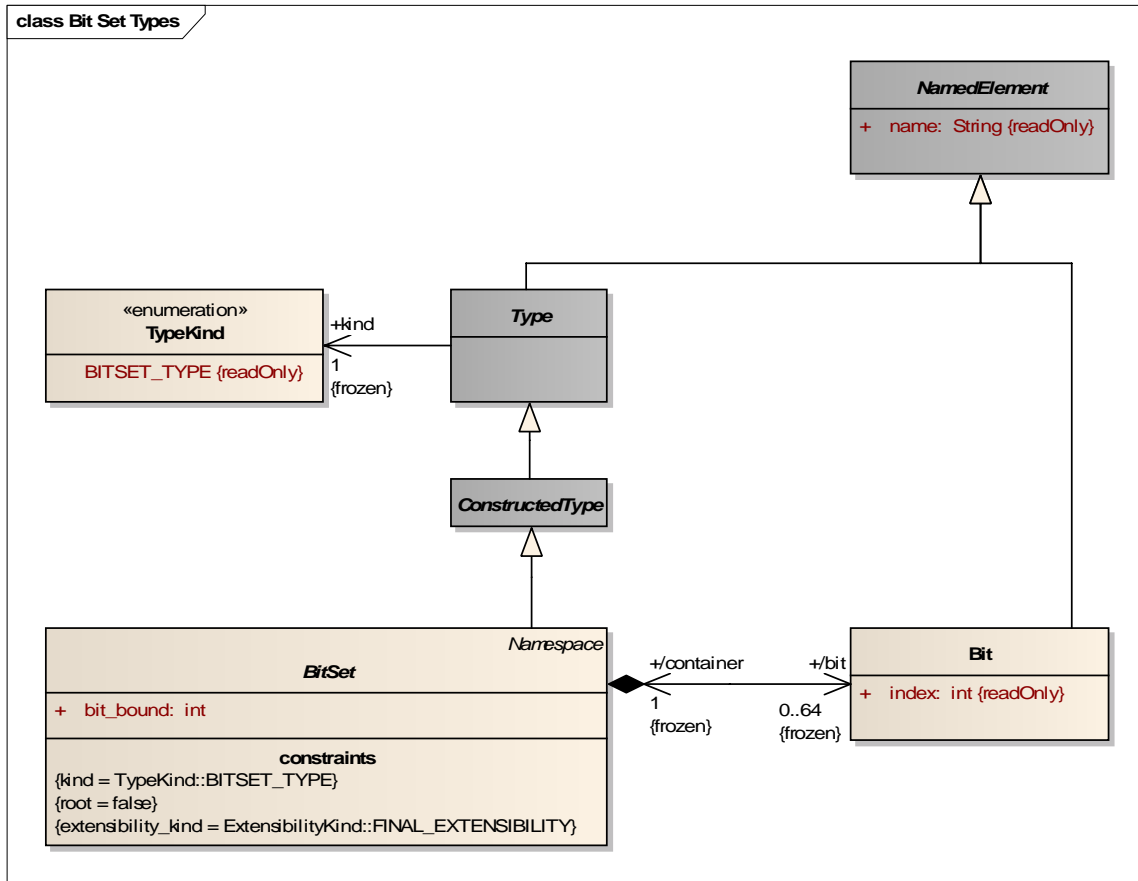 class Bit Set Types
NamedElement
+ name: String {readOnly}
«enumeration»
TypeKind
BITSET_TYPE {readOnly}
+kind
1
{frozen}
Type
ConstructedType
Namespace
BitSet
+ bit_bound: int
constraints
{kind = TypeKind::BITSET_TYPE}
{root = false}
{extensibility_kind = ExtensibilityKind::FINAL_EXTENSIBILITY}
+/container
1
{frozen}
+/bit
0..64
{frozen}
Bit
+ index: int {readOnly}